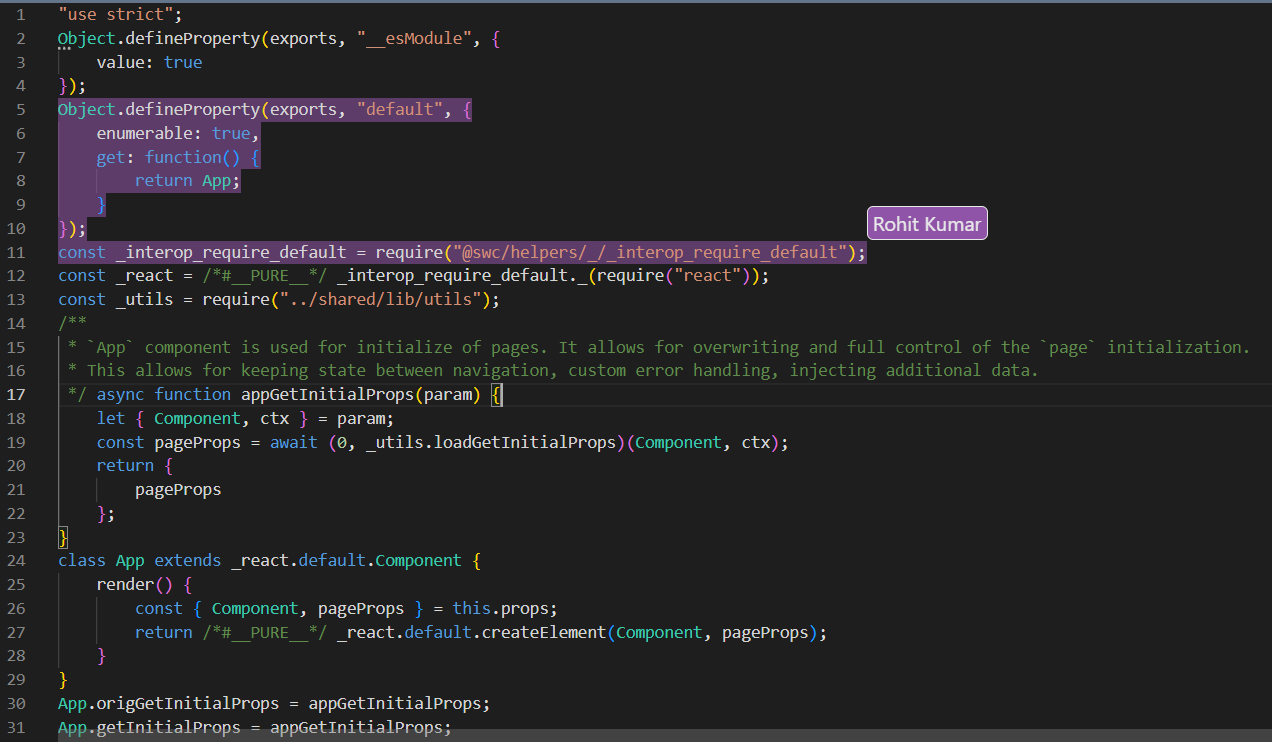 1 "use strict";
2 Object.defineProperty(exports, "__esModule", {
3     value: true
4 });
5 Object.defineProperty(exports, "default", {
6     enumerable: true,
7     get: function() {
8         return App;
9     }
10 });
Rohit Kumar
11 const _interop_require_default = require("@swc/helpers/_/_interop_require_default");
12 const _react = /*#__PURE__*/ _interop_require_default._(require("react"));
13 const _utils = require("../shared/lib/utils");
14 /**
15  * `App` component is used for initialize of pages. It allows for overwriting and full control of the `page` initialization.
16  * This allows for keeping state between navigation, custom error handling, injecting additional data.
17  */ async function appGetInitialProps(param) {
18     let { Component, ctx } = param;
19     const pageProps = await (0, _utils.loadGetInitialProps)(Component, ctx);
20     return {
21         pageProps
22     };
23 }
24 class App extends _react.default.Component {
25     render() {
26         const { Component, pageProps } = this.props;
27         return /*#__PURE__*/ _react.default.createElement(Component, pageProps);
28     }
29 }
30 App.origGetInitialProps = appGetInitialProps;
31 App.getInitialProps = appGetInitialProps;